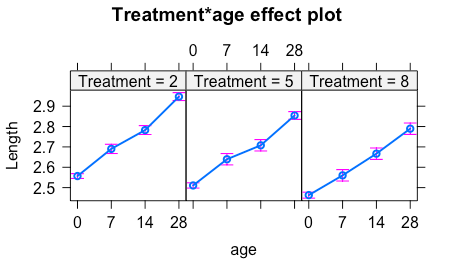 Treatment*age effect plot
0 7 14 28
Treatment = 2 Treatment = 5 Treatment = 8
2.9
2.8
2.7
2.6
2.5
Length
0 7 14 28 0 7 14 28
age